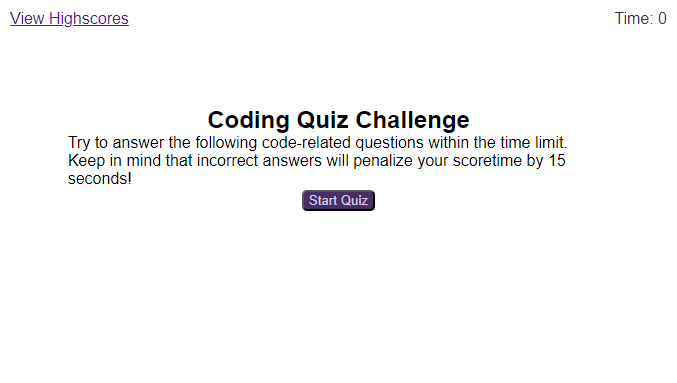 View Highscores
Time: 0
Coding Quiz Challenge
Try to answer the following code-related questions within the time limit.
Keep in mind that incorrect answers will penalize your scoretime by 15
seconds!
Start Quiz